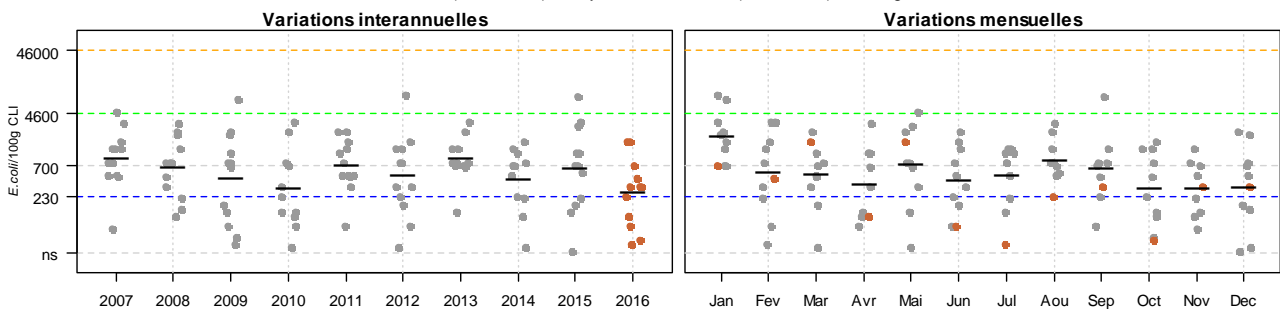 Variations interannuelles
Variations mensuelles
E.coli/100g CLI
46000
4600
700
230
ns
2007 2008 2009 2010 2011 2012 2013 2014 2015 2016
Jan Fev Mar Avr Mai Jun Jul Aou Sep Oct Nov Dec